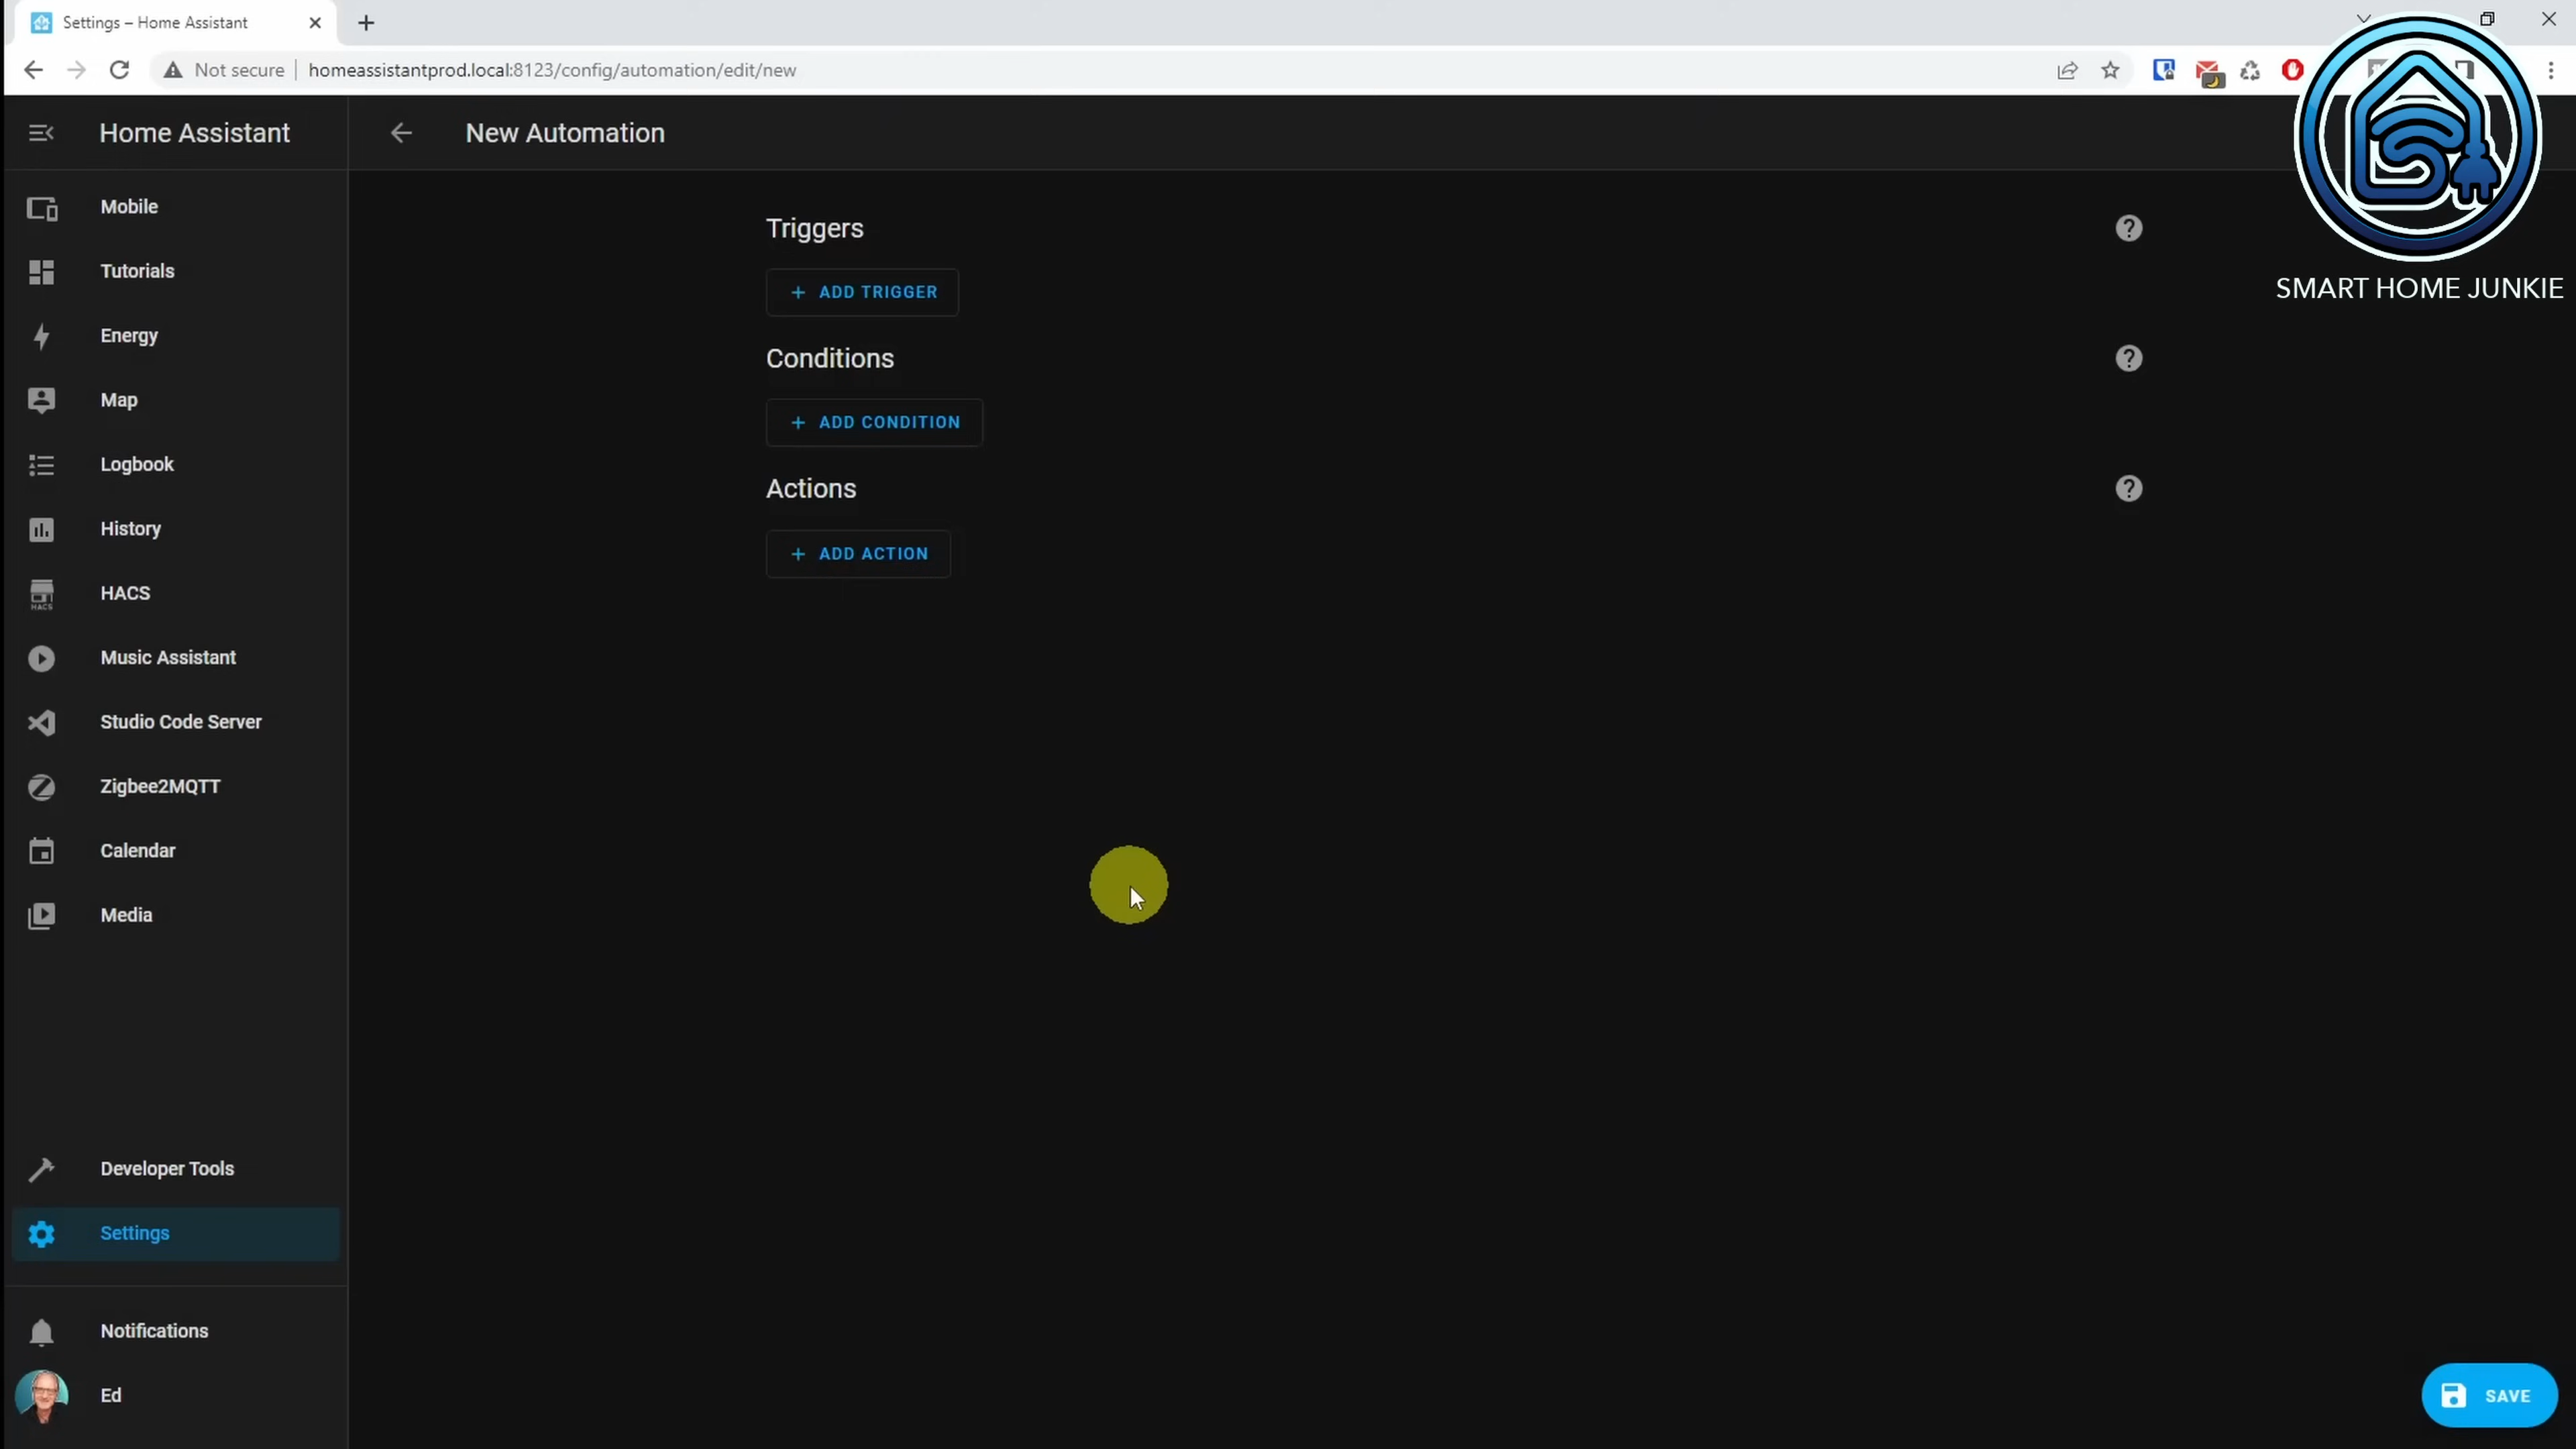 Settings – Home Assistant
Not secure
homeassistantprod.local:8123/config/automation/edit/new
SMART HOME JUNKIE
Home Assistant
Mobile
Tutorials
Energy
Map
Logbook
History
HACS
HACS
Music Assistant
Studio Code Server
Zigbee2MQTT
Calendar
Media
Developer Tools
Settings
Notifications
Ed
New Automation
Triggers
+ ADD TRIGGER
Conditions
+ ADD CONDITION
Actions
+ ADD ACTION
SAVE